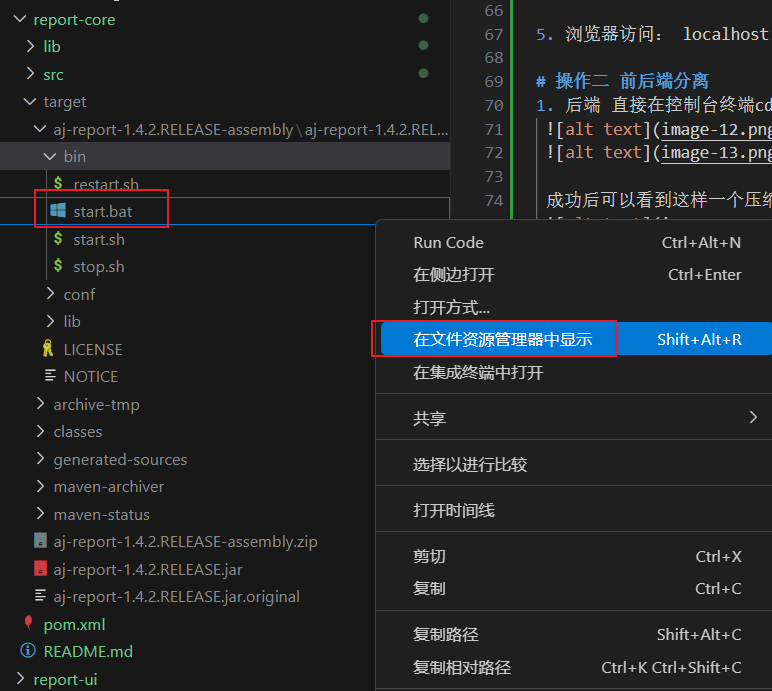 report-core
lib
src
target
aj-report-1.4.2.RELEASE-assembly\aj-report-1.4.2.REL...
bin
restart.sh
start.bat
start.sh
stop.sh
conf
lib
LICENSE
NOTICE
archive-tmp
classes
generated-sources
maven-archiver
maven-status
aj-report-1.4.2.RELEASE-assembly.zip
aj-report-1.4.2.RELEASE.jar
aj-report-1.4.2.RELEASE.jar.original
pom.xml
README.md
report-ui
66
67 5. 浏览器访问： localhost
68
69 # 操作二 前后端分离
70 1. 后端 直接在控制台终端cd
71 ![alt text](image-12.png
72 ![alt text](image-13.png
73
74 成功后可以看到这样一个压缩
Run Code Ctrl+Alt+N
在侧边打开 Ctrl+Enter
打开方式...
在文件资源管理器中显示 Shift+Alt+R
在集成终端中打开
共享
选择以进行比较
打开时间线
剪切 Ctrl+X
复制 Ctrl+C
复制路径 Shift+Alt+C
复制相对路径 Ctrl+K Ctrl+Shift+C